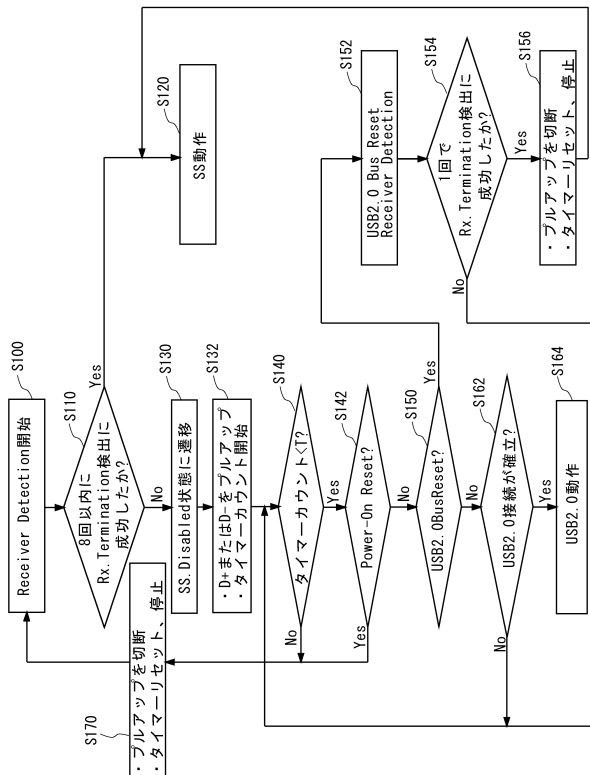 S100
Receiver Detection開始
S110
8回以内に
Rx.Termination検出に
成功したか?
Yes
No
S120
SS動作
S130
SS.Disabled状態に遷移
S132
・D+またはD-をプルアップ
・タイマーカウント開始
S140
タイマーカウント<T?
No
Yes
S142
Power-On Reset?
Yes
No
S150
USB2.0BusReset?
Yes
No
S152
USB2.0 Bus Reset
Receiver Detection
S154
1回で
Rx.Termination検出に
成功したか?
No
Yes
S156
・プルアップを切断
・タイマーリセット、停止
S162
USB2.0接続が確立?
No
Yes
S164
USB2.0動作
S170
・プルアップを切断
・タイマーリセット、停止